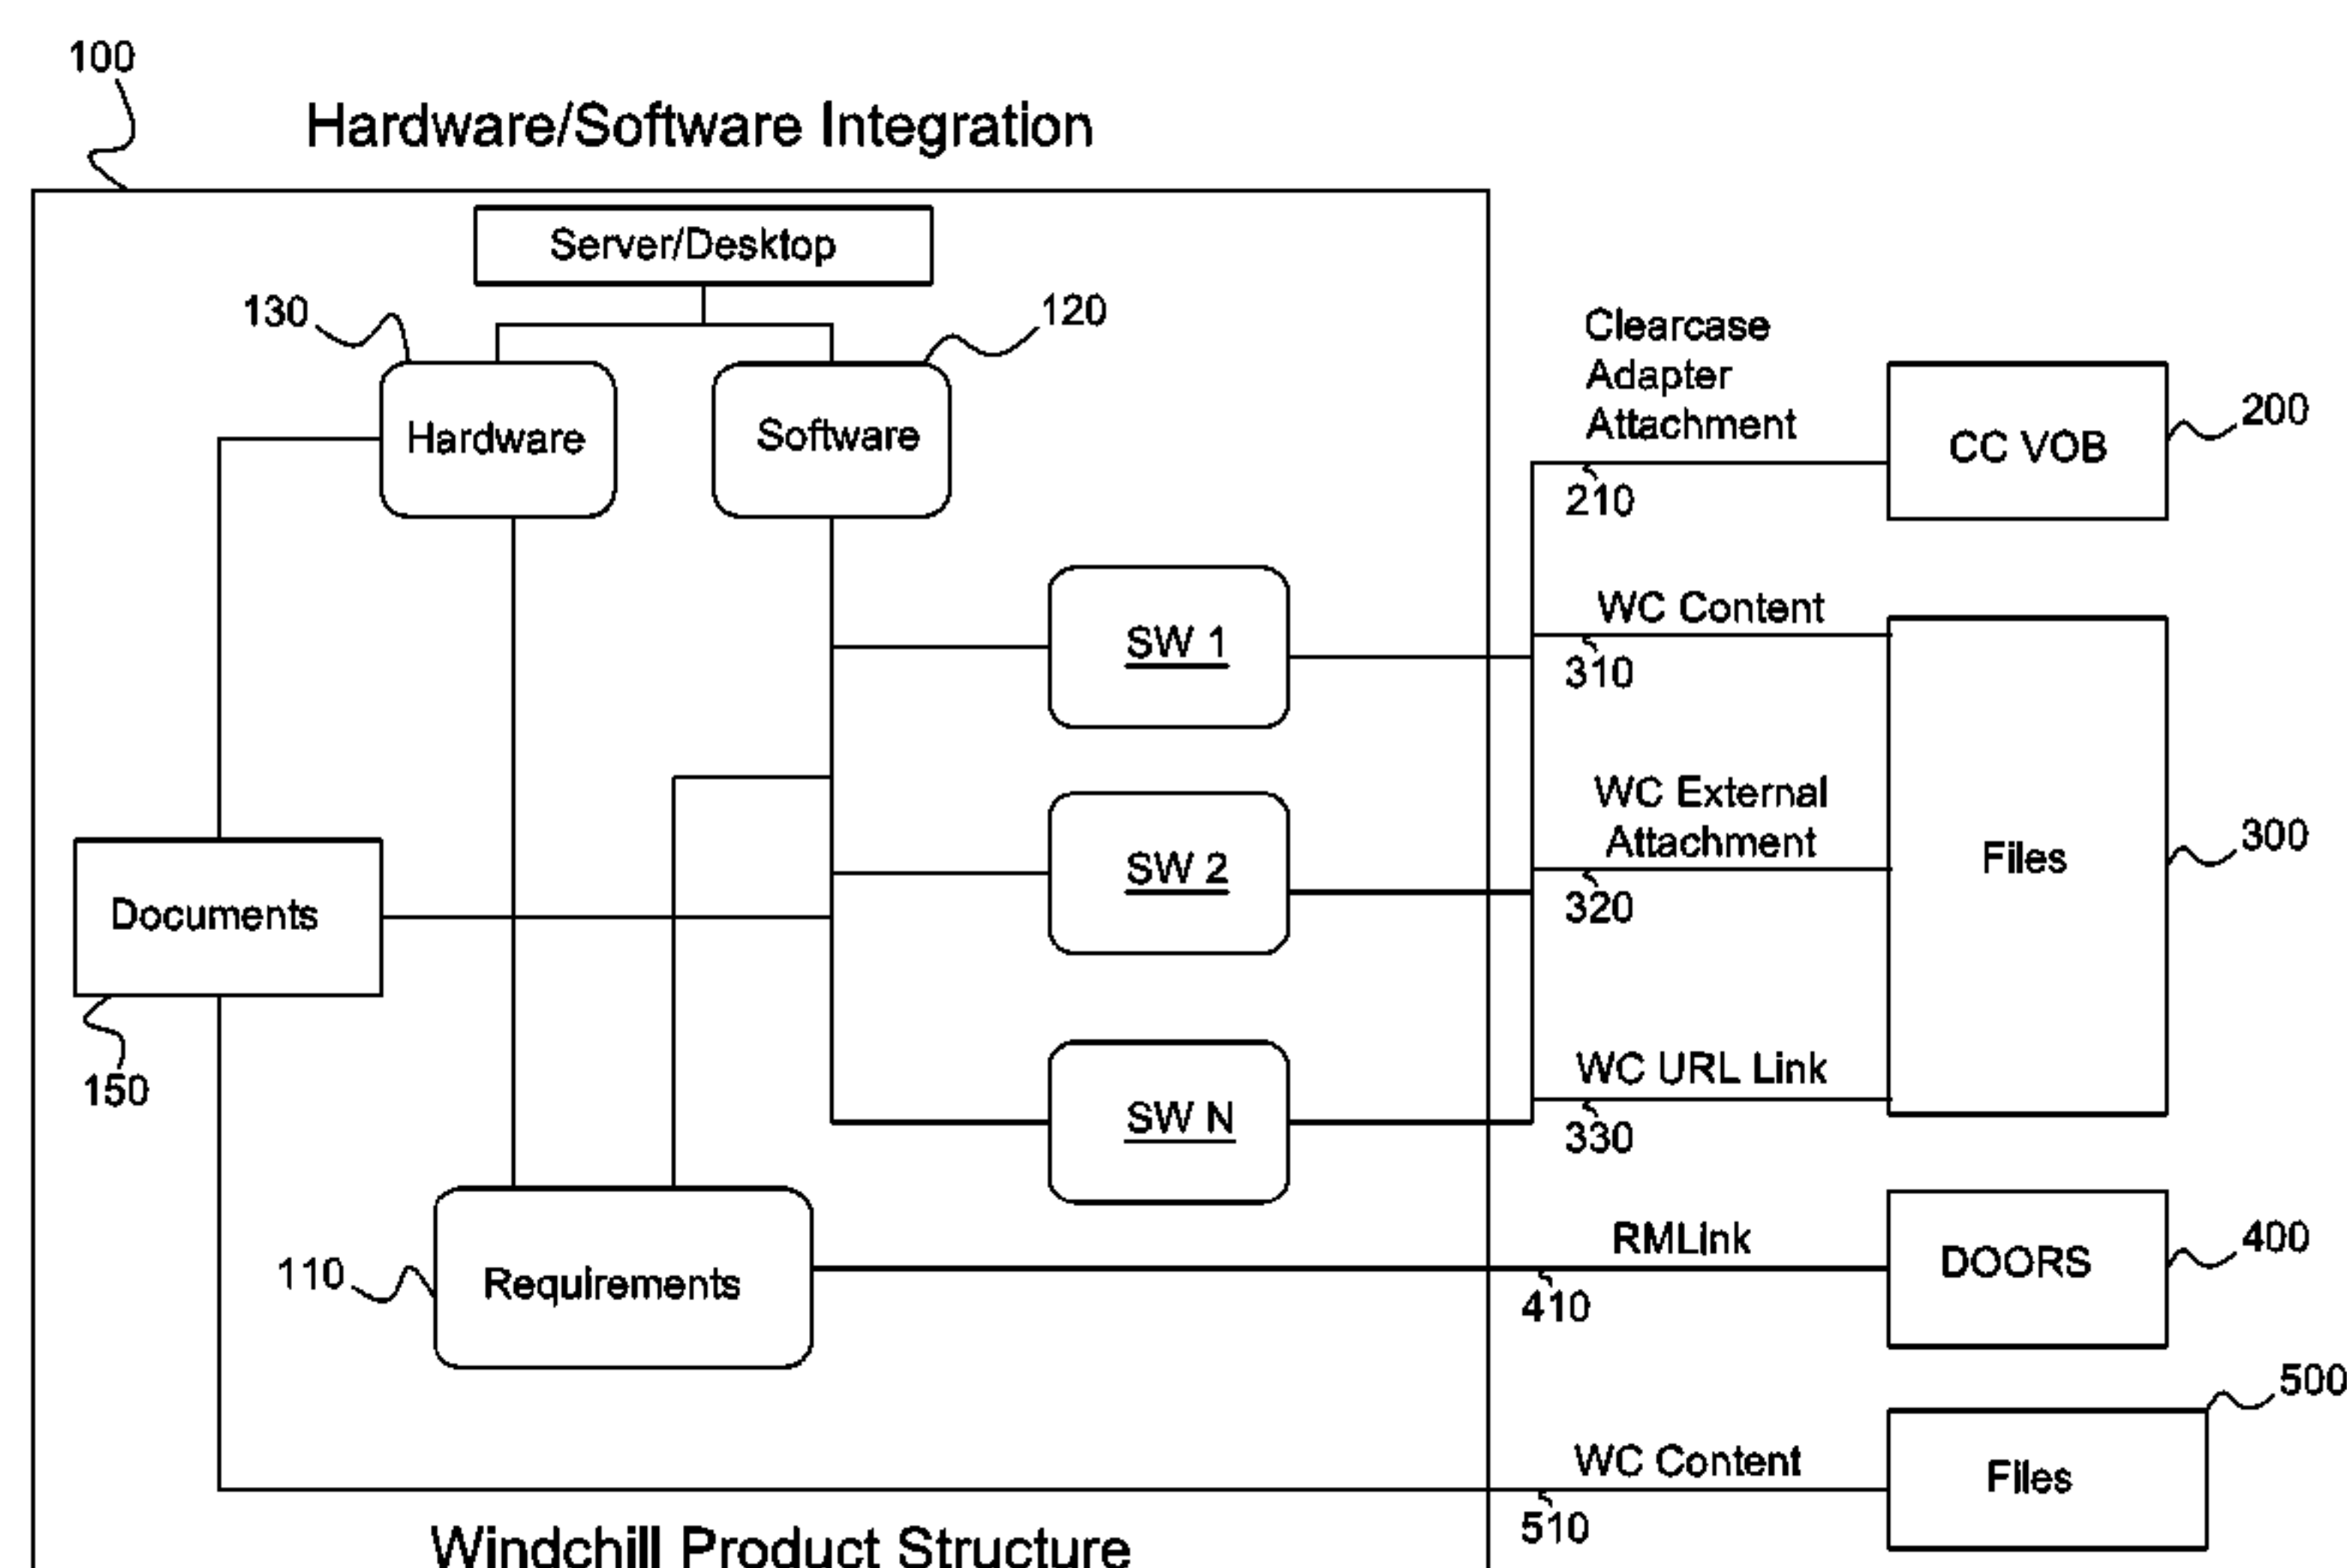 100
Hardware/Software Integration
Server/Desktop
130
120
Hardware
Software
Clearcase
Adapter
Attachment
CC VOB
200
210
SW 1
WC Content
310
SW 2
WC External
Attachment
320
Files
300
Documents
150
SW N
WC URL Link
330
110
Requirements
RMLink
410
DOORS
400
500
WC Content
510
Files
Windchill Product Structure